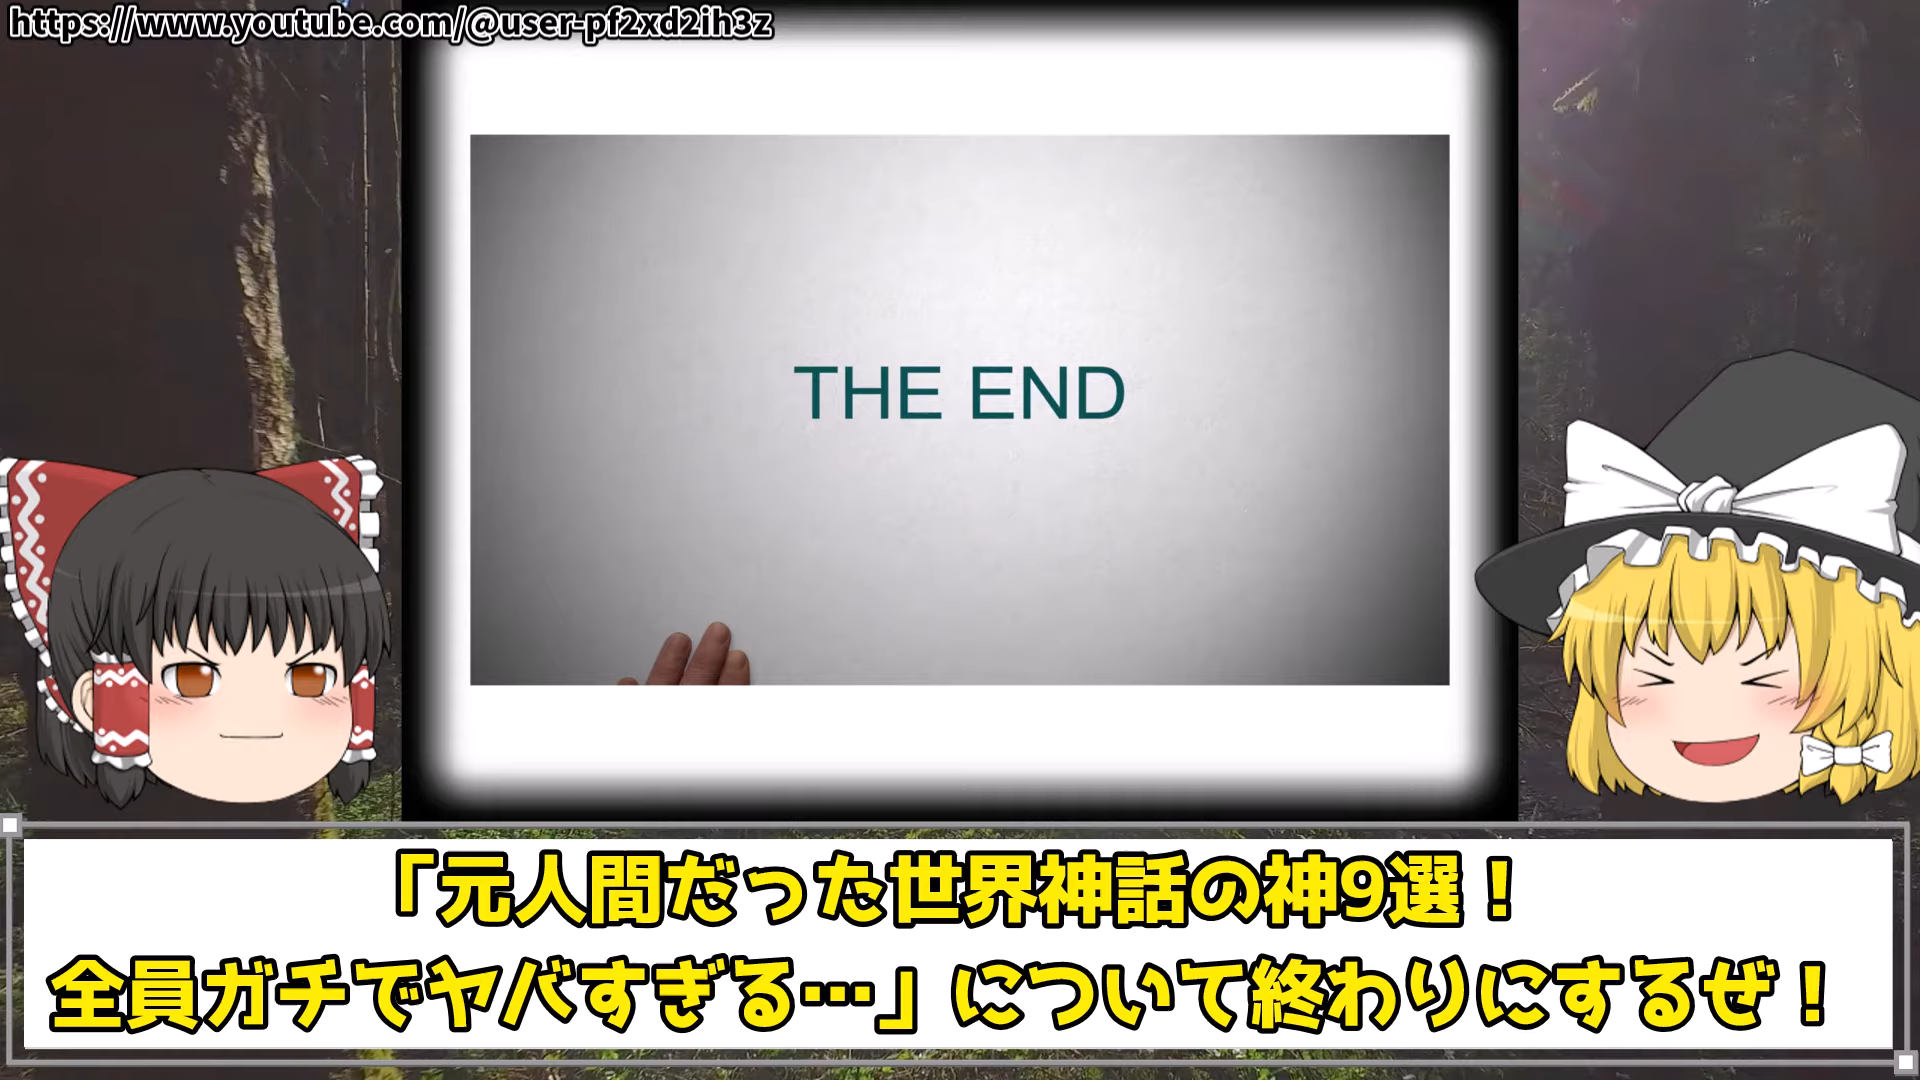 https://www.youtube.com/@user-pf2xd2ih3z
THE END
「元人間だった世界神話の神9選！
全員ガチでヤバすぎる…」について終わりにするぜ！